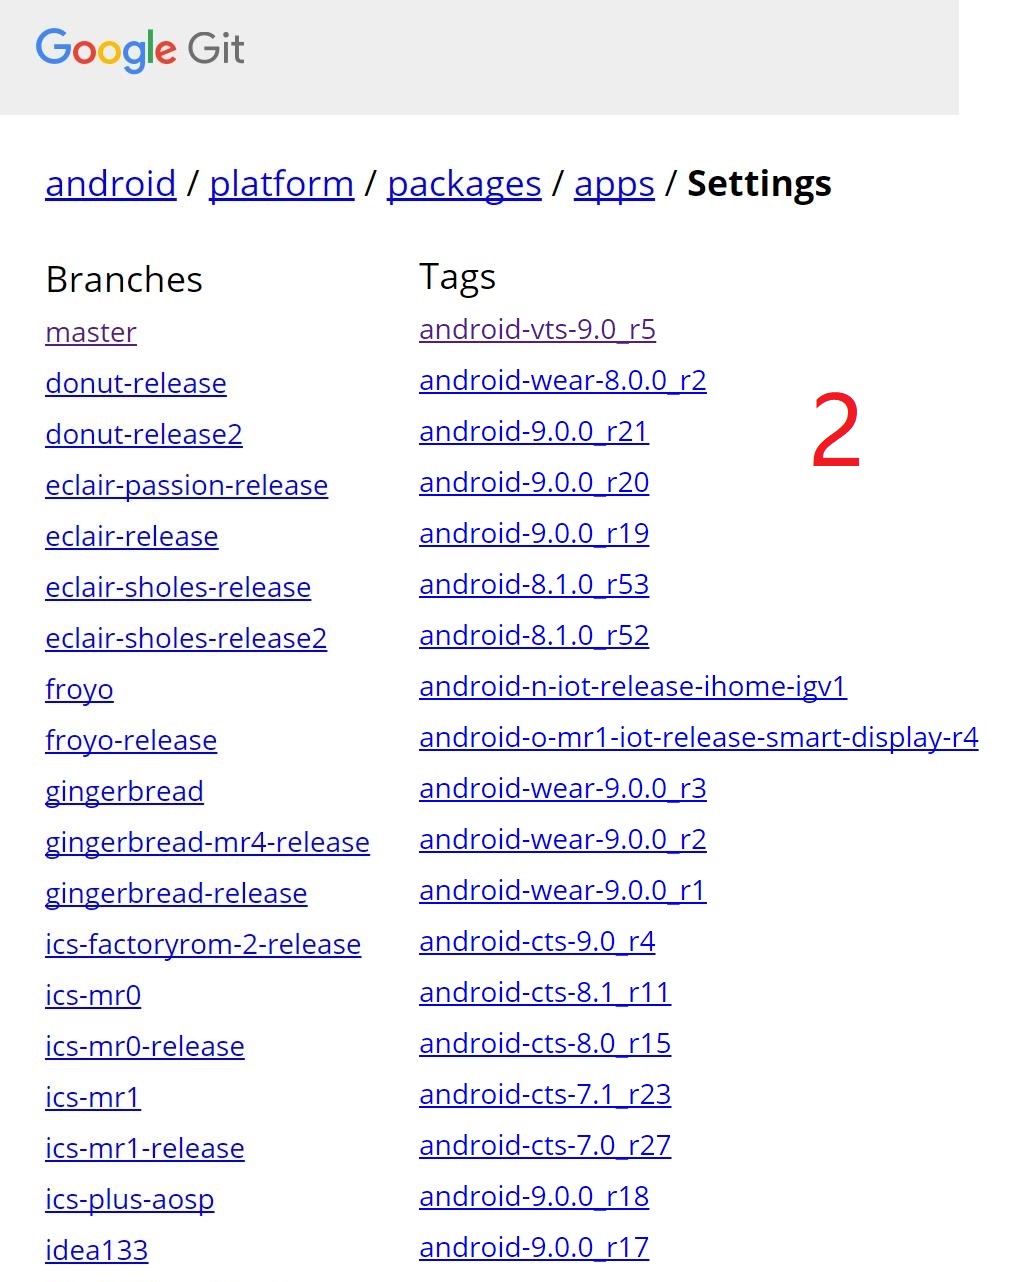 Google Git
android / platform / packages / apps / Settings
Branches
master
donut-release
donut-release2
eclair-passion-release
eclair-release
eclair-sholes-release
eclair-sholes-release2
froyo
froyo-release
gingerbread
gingerbread-mr4-release
gingerbread-release
ics-factoryrom-2-release
ics-mr0
ics-mr0-release
ics-mr1
ics-mr1-release
ics-plus-aosp
idea133
Tags
android-vts-9.0_r5
android-wear-8.0.0_r2
android-9.0.0_r21
android-9.0.0_r20
android-9.0.0_r19
android-8.1.0_r53
android-8.1.0_r52
android-n-iot-release-ihome-igv1
android-o-mr1-iot-release-smart-display-r4
android-wear-9.0.0_r3
android-wear-9.0.0_r2
android-wear-9.0.0_r1
android-cts-9.0_r4
android-cts-8.1_r11
android-cts-8.0_r15
android-cts-7.1_r23
android-cts-7.0_r27
android-9.0.0_r18
android-9.0.0_r17
2